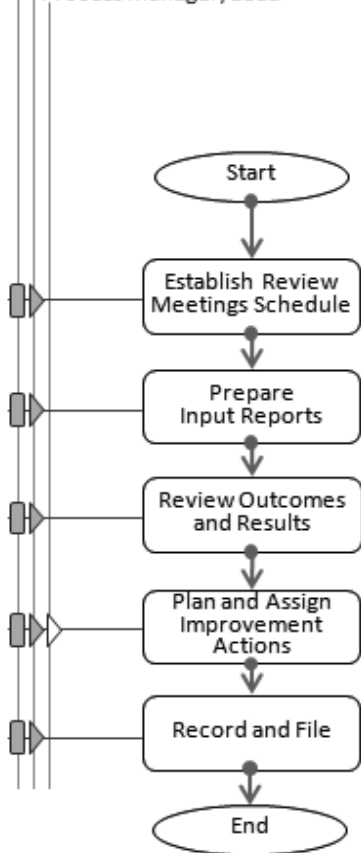 Start
Establish Review
Meetings Schedule
Prepare
Input Reports
Review Outcomes
and Results
Plan and Assign
Improvement
Actions
Record and File
End